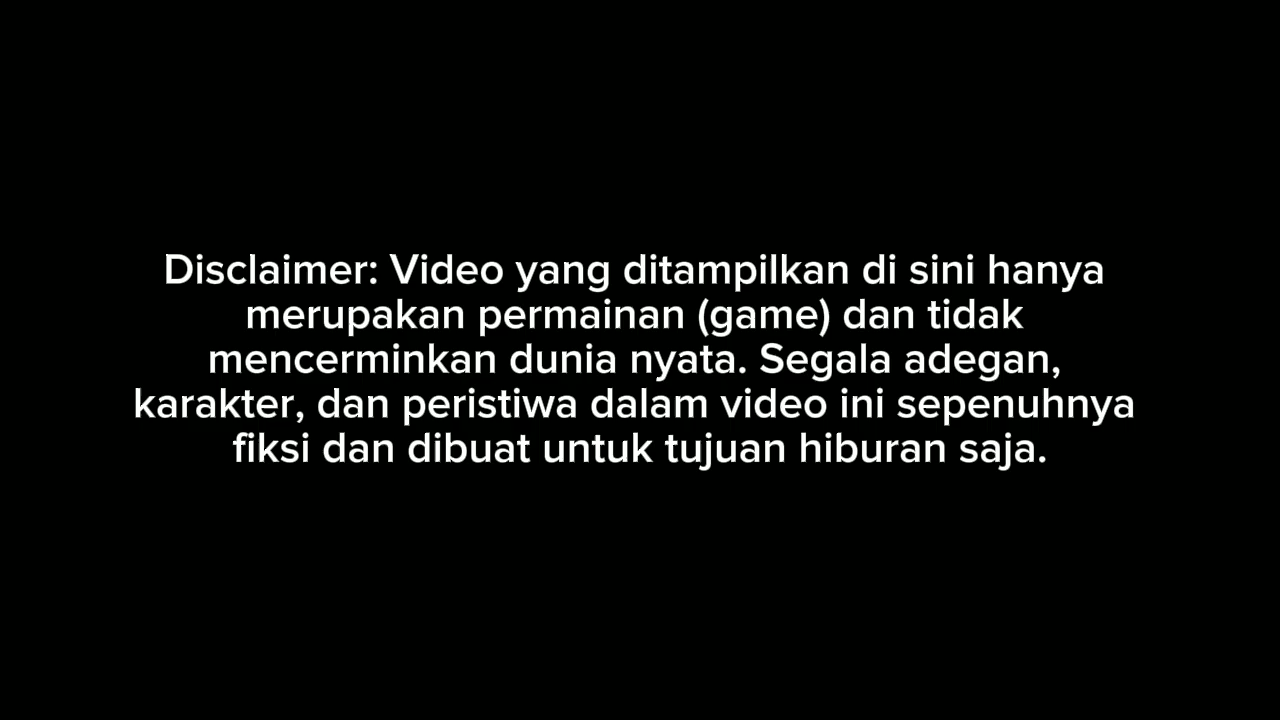 Disclaimer: Video yang ditampilkan di sini hanya
merupakan permainan (game) dan tidak
mencerminkan dunia nyata. Segala adegan,
karakter, dan peristiwa dalam video ini sepenuhnya
fiksi dan dibuat untuk tujuan hiburan saja.